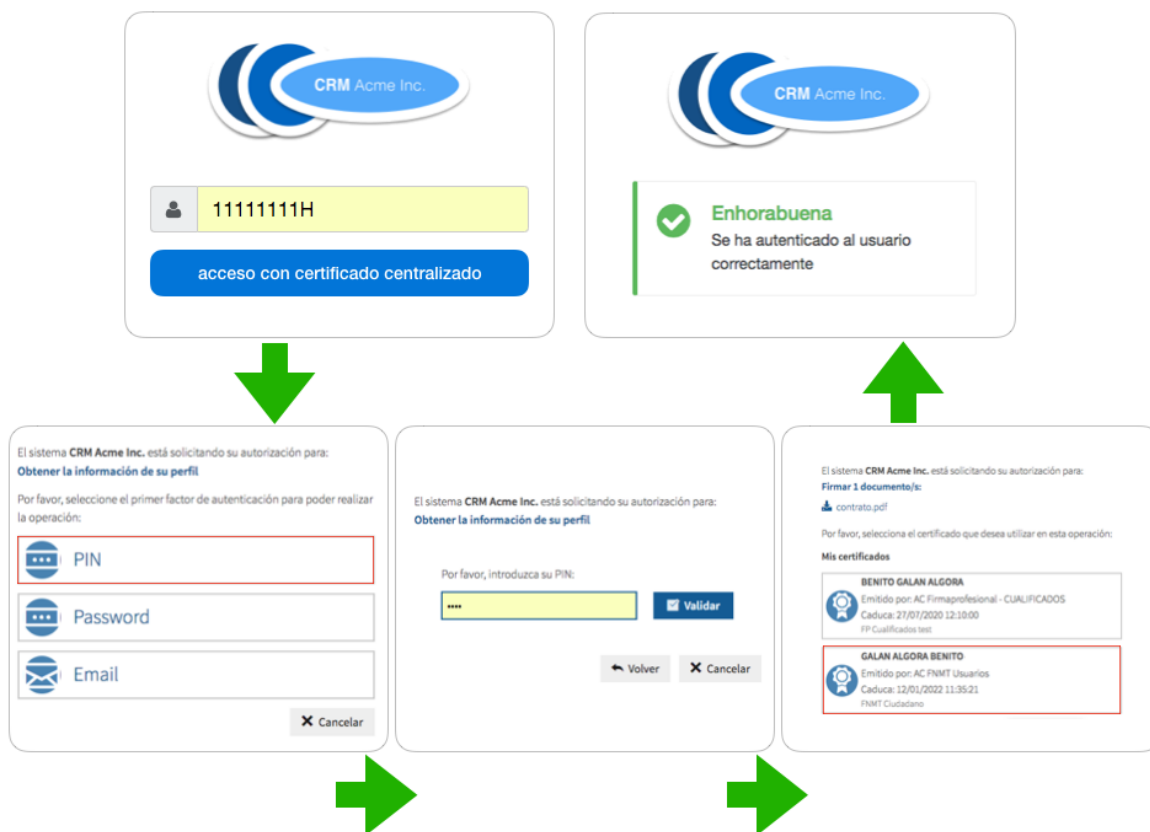 CRM Acme Inc.
11111111H
acceso con certificado centralizado
CRM Acme Inc.
Enhorabuena
Se ha autenticado al usuario
correctamente
El sistema CRM Acme Inc. está solicitando su autorización para:
Obtener la información de su perfil
Por favor, seleccione el primer factor de autenticación para poder realizar
la operación:
PIN
Password
Email
Cancelar
El sistema CRM Acme Inc. está solicitando su autorización para:
Obtener la información de su perfil
Por favor, introduzca su PIN:
••••
Validar
Volver
Cancelar
El sistema CRM Acme Inc. está solicitando su autorización para:
Firmar 1 documento/s:
contrato.pdf
Por favor, selecciona el certificado que desea utilizar en esta operación:
Mis certificados
BENITO GALAN ALGORA
Emitido por: AC Firmaprofesional - CUALIFICADOS
Caduca: 27/07/2020 12:10:00
FP Cualificados test
GALAN ALGORA BENITO
Emitido por: AC FNMT Usuarios
Caduca: 12/01/2022 11:35:21
FNMT Ciudadano